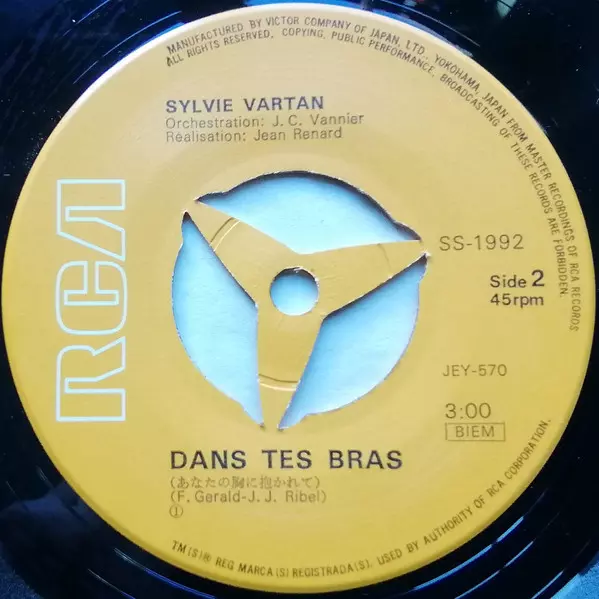 MANUFACTURED BY VICTOR COMPANY OF JAPAN, LTD., YOKOHAMA, JAPAN FROM MASTER RECORDINGS OF RCA RECORDS
ALL RIGHTS RESERVED, COPYING, PUBLIC PERFORMANCE, BROADCASTING OF THESE RECORDS ARE FORBIDDEN.
SYLVIE VARTAN
Orchestration: J. C. Vannier
Réalisation: Jean Renard
RCA
SS-1992
Side 2
45rpm
JEY-570
3:00
BIEM
DANS TES BRAS
(あなたの胸に抱かれて)
(F. Gerald-J. J. Ribel)
Ⓘ
TM(S)® REG MARCA(S) REGISTRADA(S). USED BY AUTHORITY OF RCA CORPORATION.